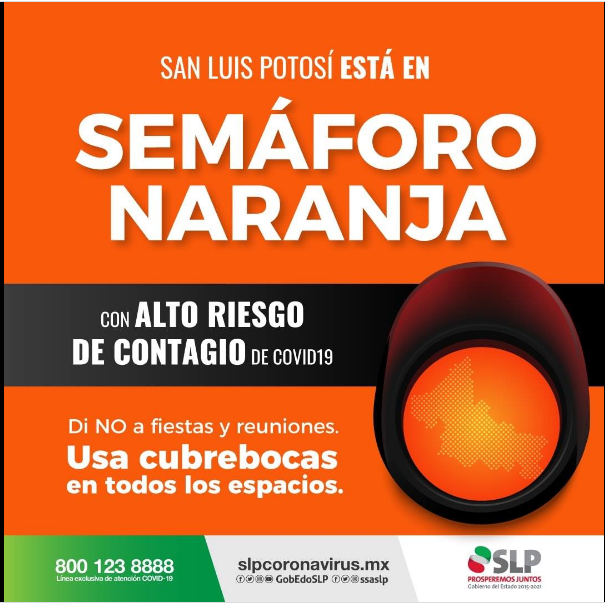 SAN LUIS POTOSÍ ESTÁ EN
SEMÁFORO
NARANJA
CON ALTO RIESGO
DE CONTAGIO DE COVID19
Di NO a fiestas y reuniones.
Usa cubrebocas
en todos los espacios.
800 123 8888
Línea exclusiva de atención COVID-19
slpcoronavirus.mx
GobEdoSLP ssaslp
SLP
PROSPEREMOS JUNTOS
Gobierno del Estado 2015-2021